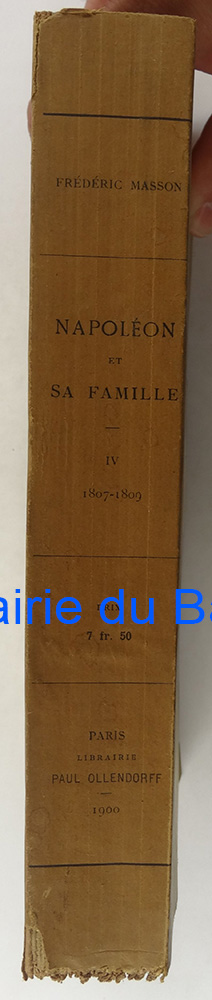 FRÉDÉRIC MASSON
NAPOLÉON
ET
SA FAMILLE
IV
1807-1809
PRIX
airie du Ba
7 fr. 50
PARIS
LIBRAIRIE
PAUL OLLENDORFF
1900